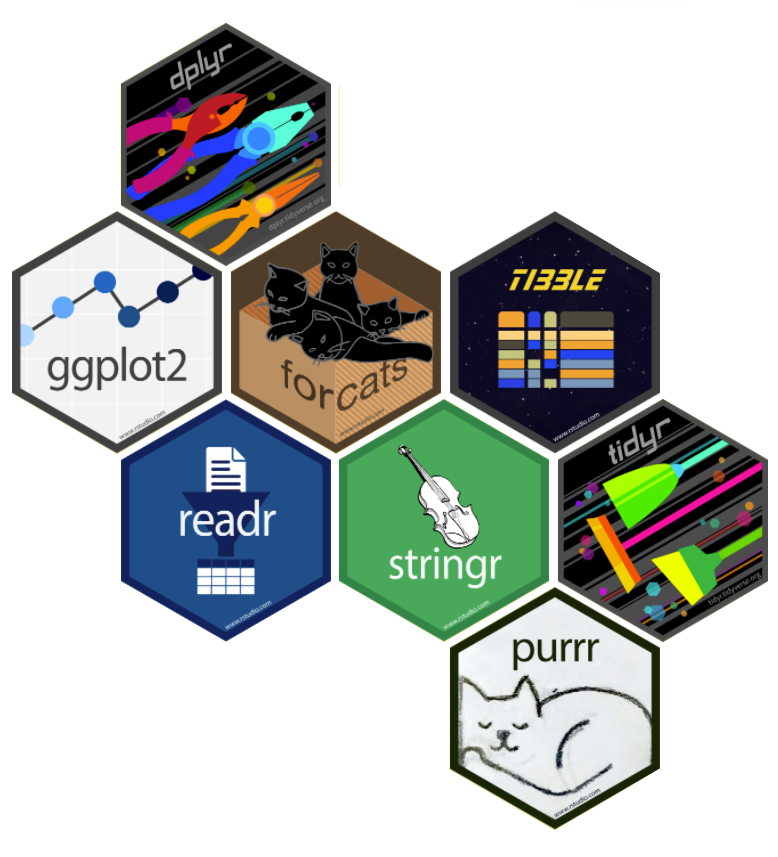 dplyr
dplyr.tidyverse.org
ggplot2
www.rstudio.com
forcats
www.rstudio.com
TIBBLE
www.rstudio.com
readr
www.rstudio.com
stringr
www.rstudio.com
tidyr
tidyr.tidyverse.org
purrr
www.rstudio.com